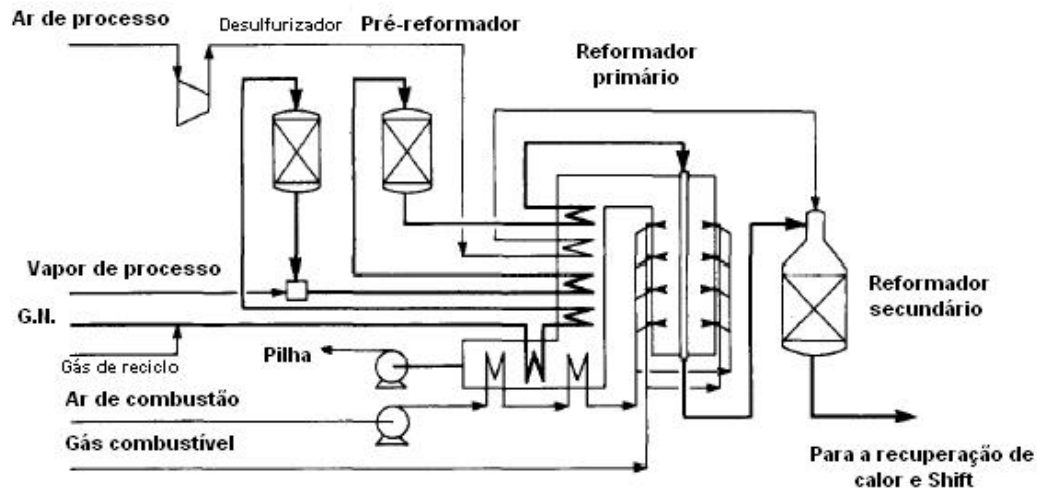 Ar de processo
Desulfurizador
Pré-reformador
Reformador
primário
Vapor de processo
G.N.
Gás de reciclo
Pilha
Ar de combustão
Gás combustível
Reformador
secundário
Para a recuperação de
calor e Shift